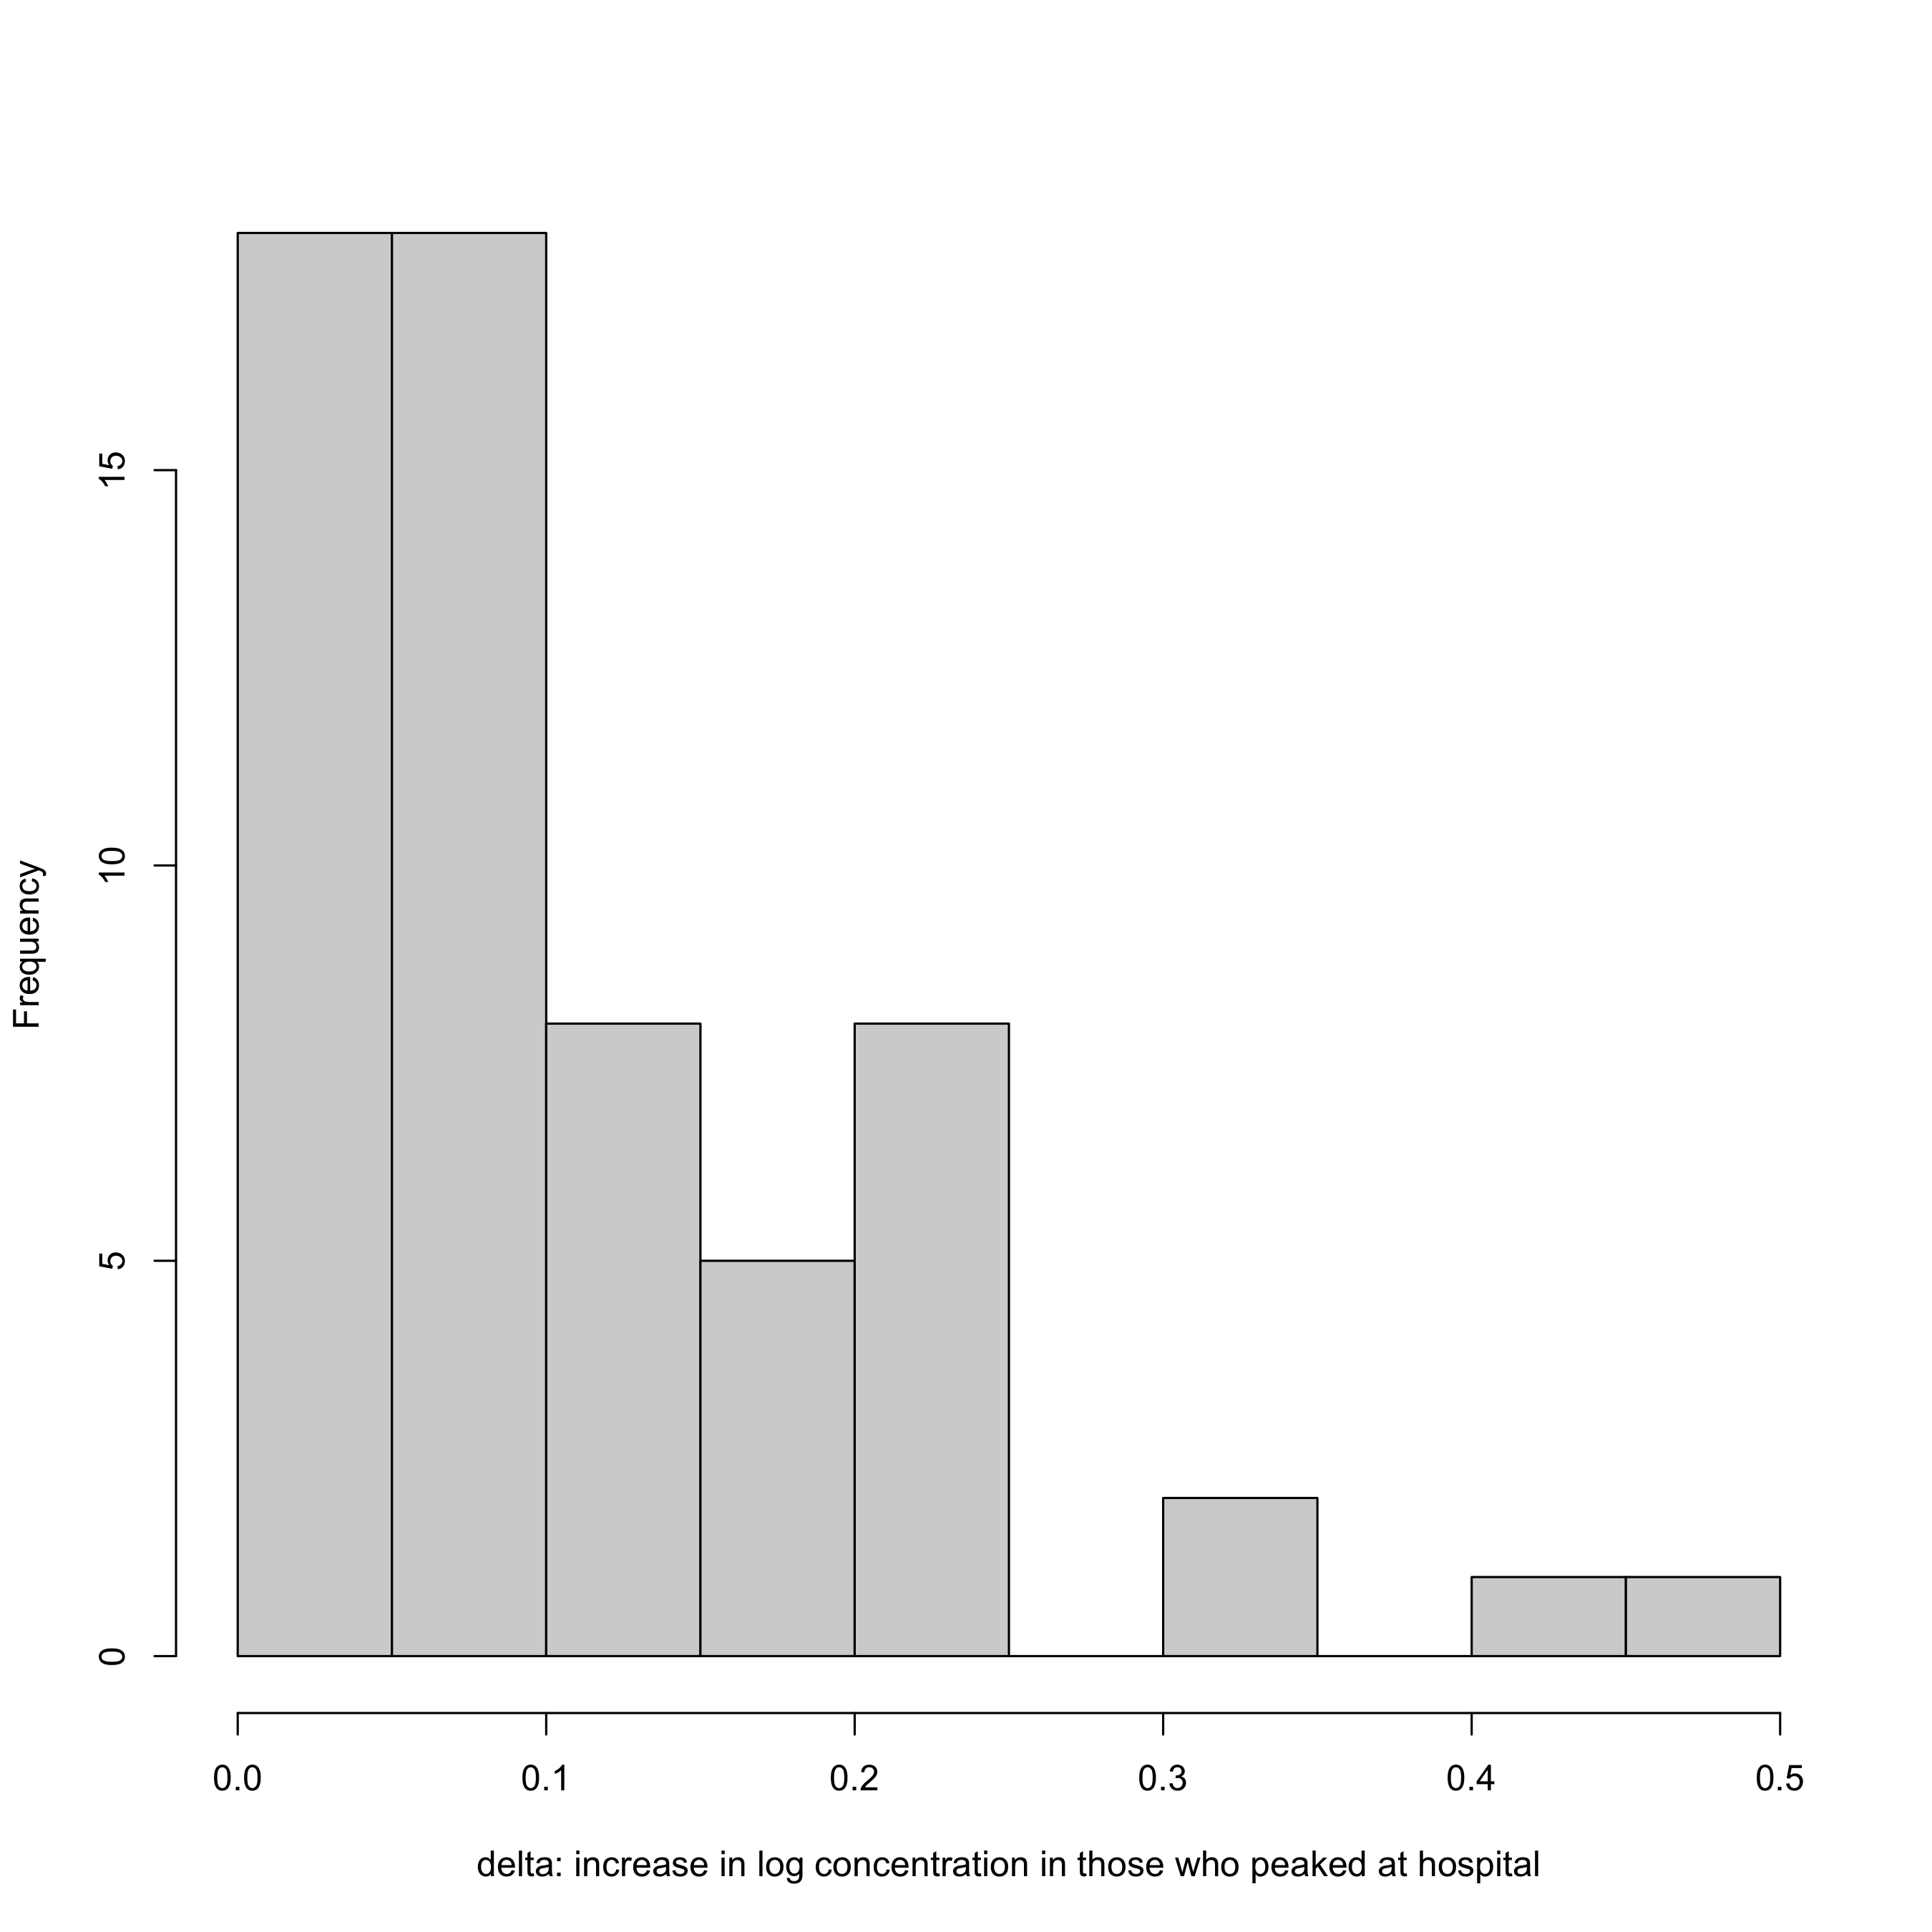 Frequency
15
10
5
0
0.0 0.1 0.2 0.3 0.4 0.5
delta: increase in log concentration in those who peaked at hospital